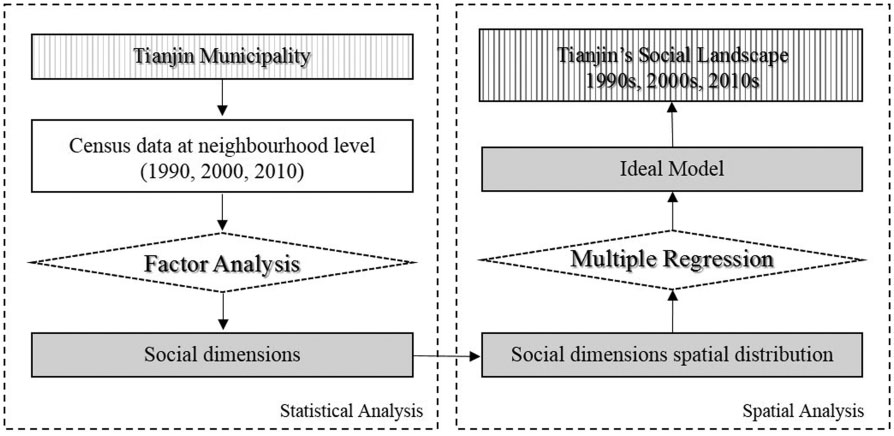 Tianjin Municipality
Census data at neighbourhood level
(1990, 2000, 2010)
Factor Analysis
Social dimensions
Statistical Analysis
Tianjin's Social Landscape
1990s, 2000s, 2010s
Ideal Model
Multiple Regression
Social dimensions spatial distribution
Spatial Analysis